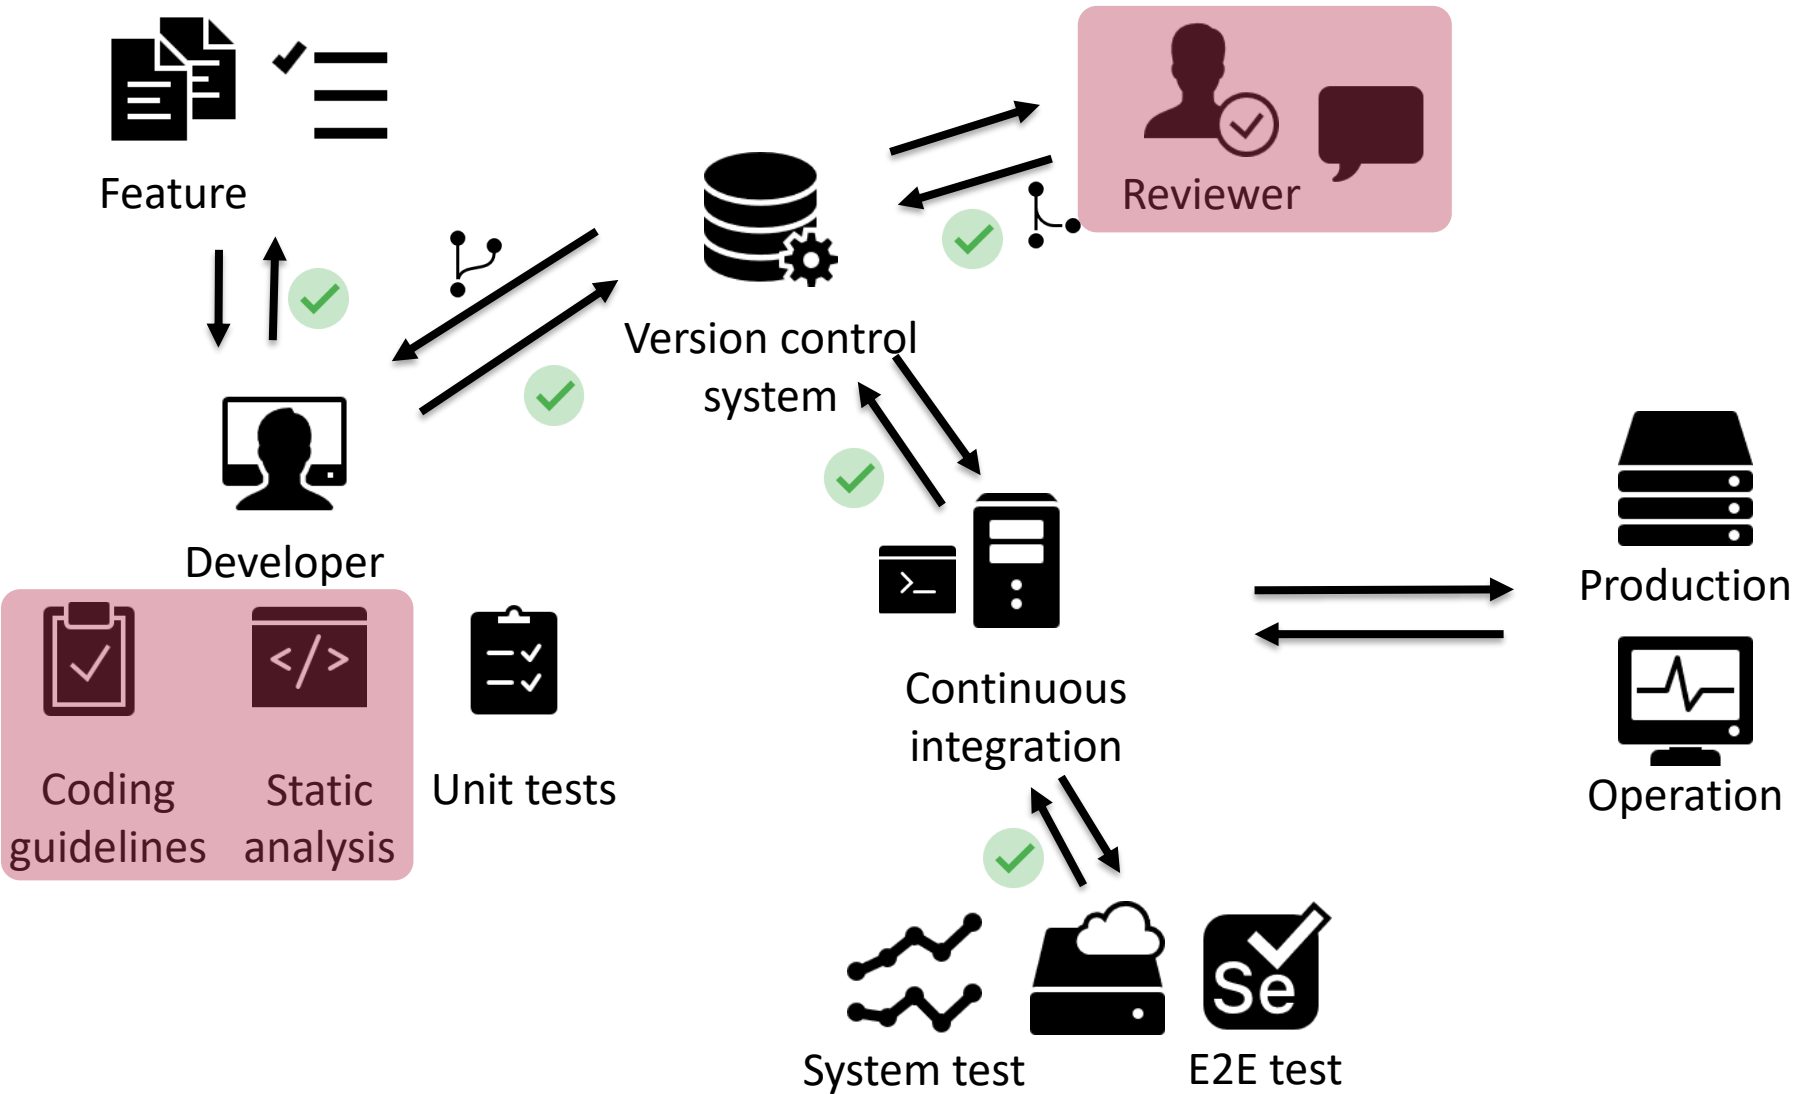 Feature
Reviewer
Version control
system
Developer
Coding
guidelines
</>
Static
analysis
Unit tests
>_
Continuous
integration
Production
Operation
System test
Se
E2E test